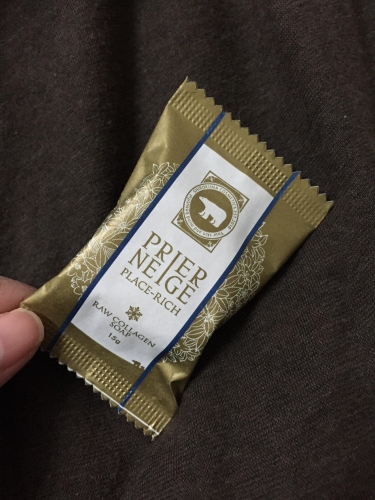 PRIER
NEIGE
PLACE-RICH
RAW COLLAGEN
SOAP
15g